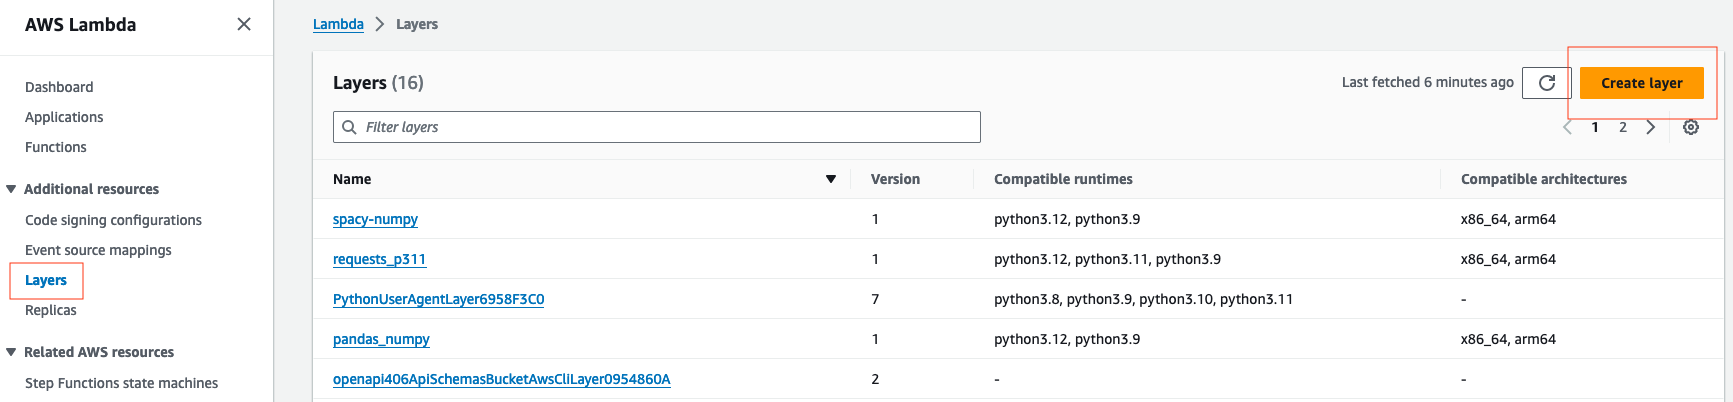 AWS Lambda
Dashboard
Applications
Functions
Additional resources
Code signing configurations
Event source mappings
Layers
Replicas
Related AWS resources
Step Functions state machines
Lambda > Layers
Layers (16)
Last fetched 6 minutes ago
Create layer
Filter layers
1 2
Name Version Compatible runtimes Compatible architectures
spacy-numpy 1 python3.12, python3.9 x86_64, arm64
requests_p311 1 python3.12, python3.11, python3.9 x86_64, arm64
PythonUserAgentLayer6958F3C0 7 python3.8, python3.9, python3.10, python3.11 -
pandas_numpy 1 python3.12, python3.9 x86_64, arm64
openapi406ApiSchemasBucketAwsCliLayer0954860A 2 - -